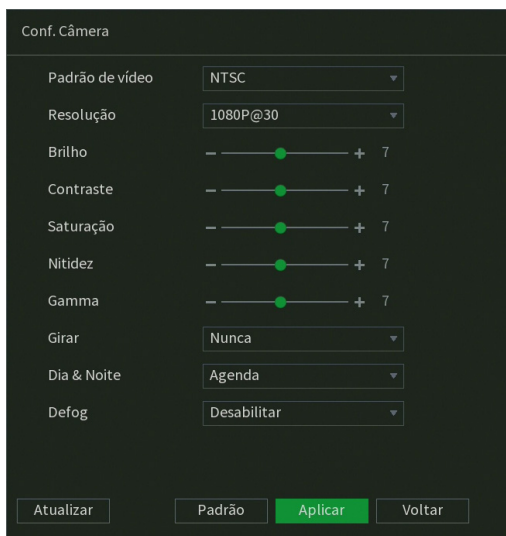 Conf. Câmera
Padrão de vídeo NTSC
Resolução 1080P@30
Brilho - + 7
Contraste - + 7
Saturação - + 7
Nitidez - + 7
Gamma - + 7
Girar Nunca
Dia & Noite Agenda
Defog Desabilitar
Atualizar Padrão Aplicar Voltar